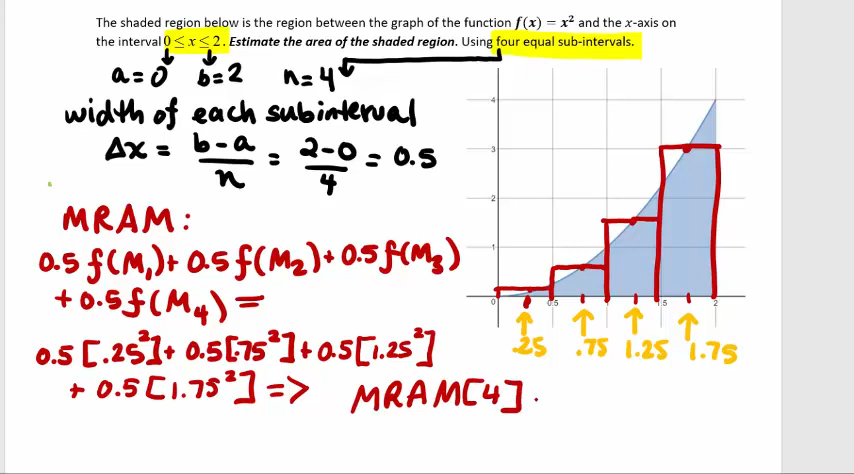 The shaded region below is the region between the graph of the function f(x) = x² and the x-axis on
the interval 0 ≤ x ≤ 2. Estimate the area of the shaded region. Using four equal sub-intervals.
a=0 b=2 n=4
width of each subinterval
Δx = b-a/n = 2-0/4 = 0.5
MRAM:
0.5 f(M₁)+ 0.5 f(M₂)+ 0.5 f(M₃)
+ 0.5 f(M₄) =
0.5 [.25²]+ 0.5[.75²]+ 0.5[1.25²]
+ 0.5 [1.75²] => MRAM[4].
4
3
2
1
0 0.5 1.5 2
.25 .75 1.25 1.75